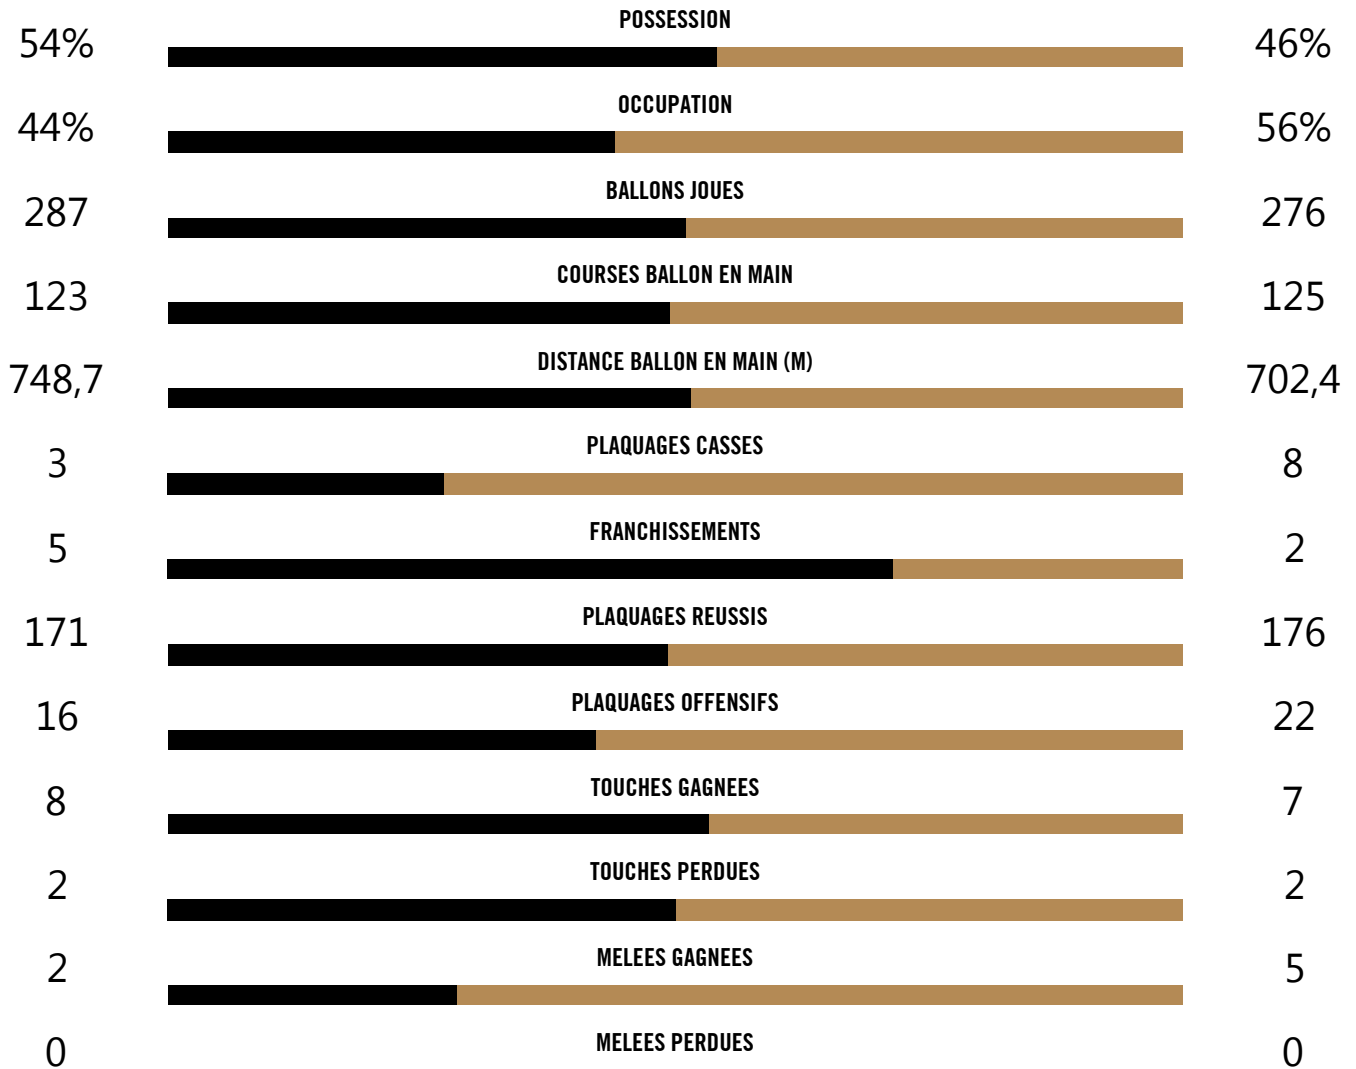 POSSESSION
54% 46%
OCCUPATION
44% 56%
BALLONS JOUES
287 276
COURSES BALLON EN MAIN
123 125
DISTANCE BALLON EN MAIN (M)
748,7 702,4
PLAQUAGES CASSES
3 8
FRANCHISSEMENTS
5 2
PLAQUAGES REUSSIS
171 176
PLAQUAGES OFFENSIFS
16 22
TOUCHES GAGNEES
8 7
TOUCHES PERDUES
2 2
MELEES GAGNEES
2 5
MELEES PERDUES
0 0